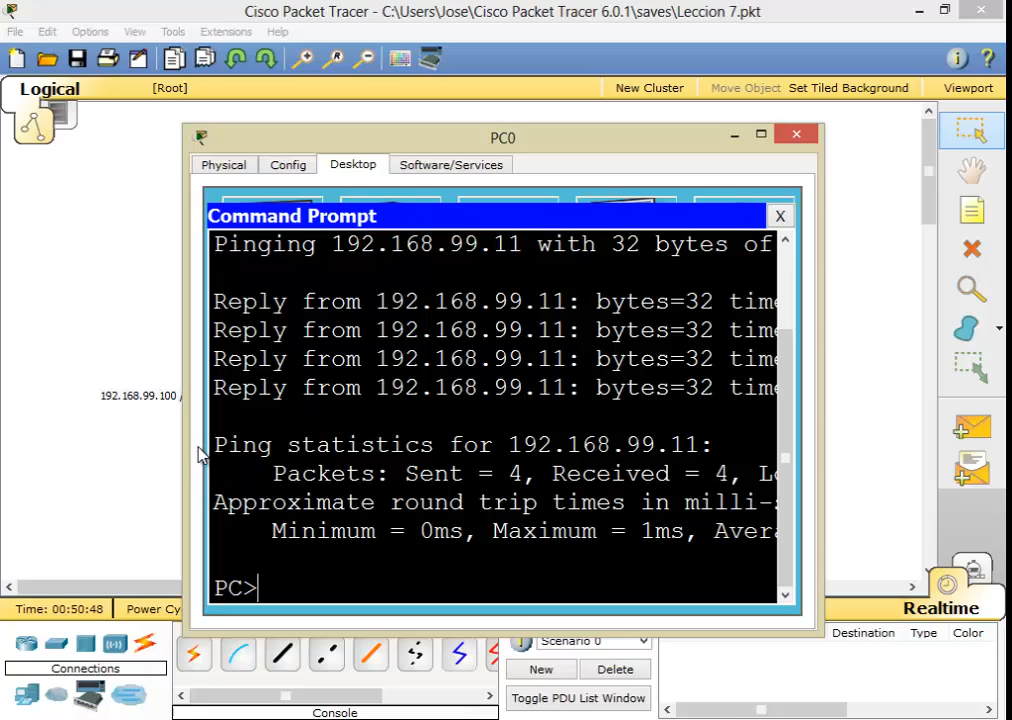 Cisco Packet Tracer - C:\Users\Jose\Cisco Packet Tracer 6.0.1\saves\Leccion 7.pkt
File Edit Options View Tools Extensions Help
Logical [Root] New Cluster Move Object Set Tiled Background Viewport
PC0
Physical Config Desktop Software/Services
Command Prompt X
Pinging 192.168.99.11 with 32 bytes of
Reply from 192.168.99.11: bytes=32 time
Reply from 192.168.99.11: bytes=32 time
Reply from 192.168.99.11: bytes=32 time
Reply from 192.168.99.11: bytes=32 time
192.168.99.100 /
Ping statistics for 192.168.99.11:
Packets: Sent = 4, Received = 4, Lo
Approximate round trip times in milli-s
Minimum = 0ms, Maximum = 1ms, Avera
PC>
Time: 00:50:48 Power Cy Realtime
Scenario 0 Destination Type Color
Connections
New Delete
Toggle PDU List Window
Console